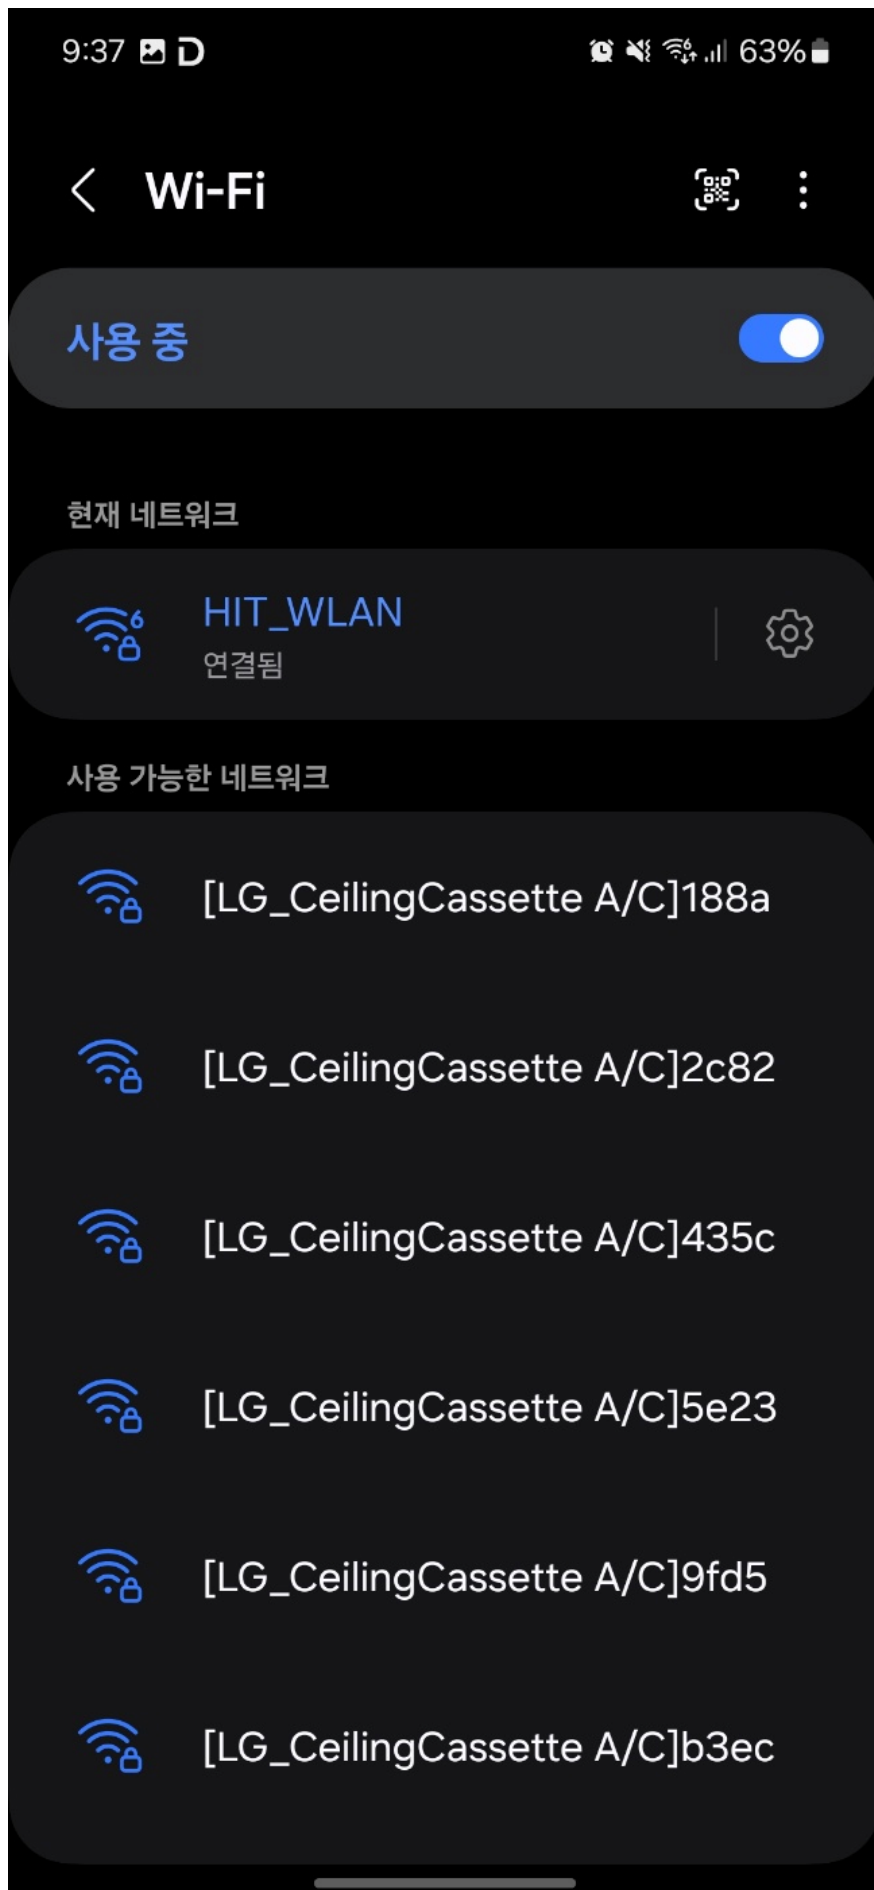 9:37 63%
Wi-Fi
사용 중
현재 네트워크
HIT_WLAN
연결됨
사용 가능한 네트워크
[LG_CeilingCassette A/C]188a
[LG_CeilingCassette A/C]2c82
[LG_CeilingCassette A/C]435c
[LG_CeilingCassette A/C]5e23
[LG_CeilingCassette A/C]9fd5
[LG_CeilingCassette A/C]b3ec